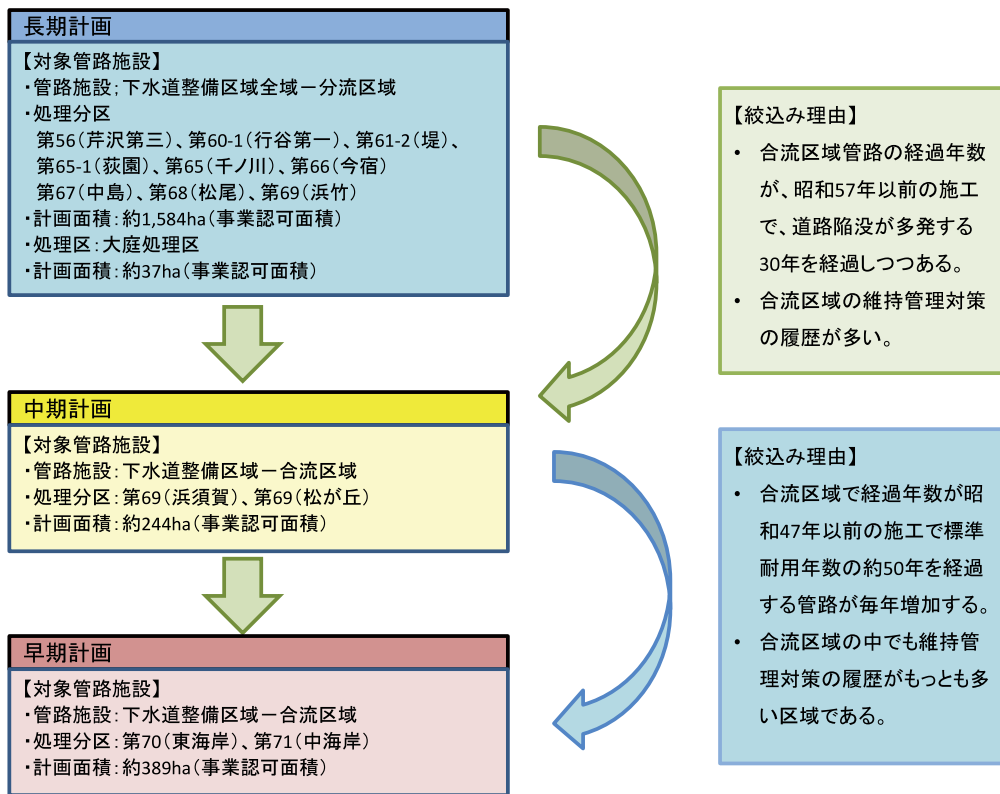 長期計画
【対象管路施設】
・管路施設；下水道整備区域全域－分流区域
・処理分区
第56（芹沢第三）、第60-1（行谷第一）、第61-2（堤）、
第65-1（荻園）、第65（千ノ川）、第66（今宿）
第67（中島）、第68（松尾）、第69（浜竹）
・計画面積：約1,584ha（事業認可面積）
・処理区：大庭処理区
・計画面積：約37ha（事業認可面積）
【絞込み理由】
• 合流区域管路の経過年数
が、昭和57年以前の施工
で、道路陥没が多発する
30年を経過しつつある。
• 合流区域の維持管理対策
の履歴が多い。
中期計画
【対象管路施設】
・管路施設：下水道整備区域－合流区域
・処理分区：第69（浜須賀）、第69（松が丘）
・計画面積：約244ha（事業認可面積）
【絞込み理由】
• 合流区域で経過年数が昭
和47年以前の施工で標準
耐用年数の約50年を経過
する管路が毎年増加する。
• 合流区域の中でも維持管
理対策の履歴がもっとも多
い区域である。
早期計画
【対象管路施設】
・管路施設：下水道整備区域－合流区域
・処理分区：第70（東海岸）、第71（中海岸）
・計画面積：約389ha（事業認可面積）